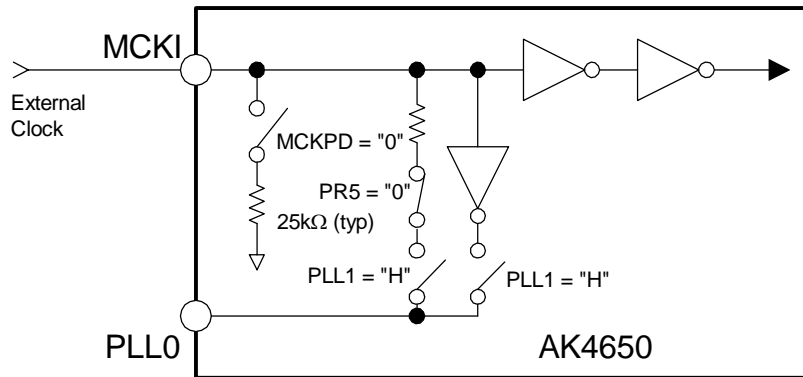 MCKI
External
Clock
MCKPD = "0"
PR5 = "0"
25kΩ (typ)
PLL1 = "H"
PLL1 = "H"
PLL0
AK4650